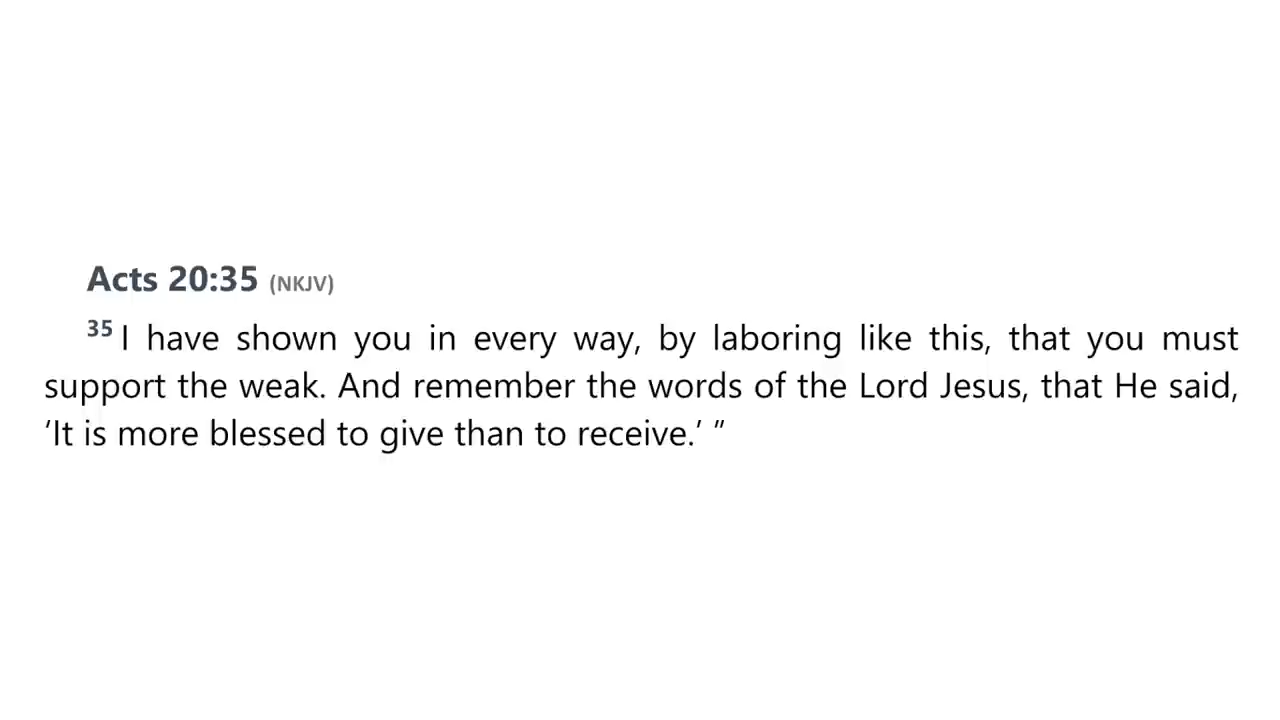 Acts 20:35 (NKJV)
35 I have shown you in every way, by laboring like this, that you must
support the weak. And remember the words of the Lord Jesus, that He said,
‘It is more blessed to give than to receive.’ ”